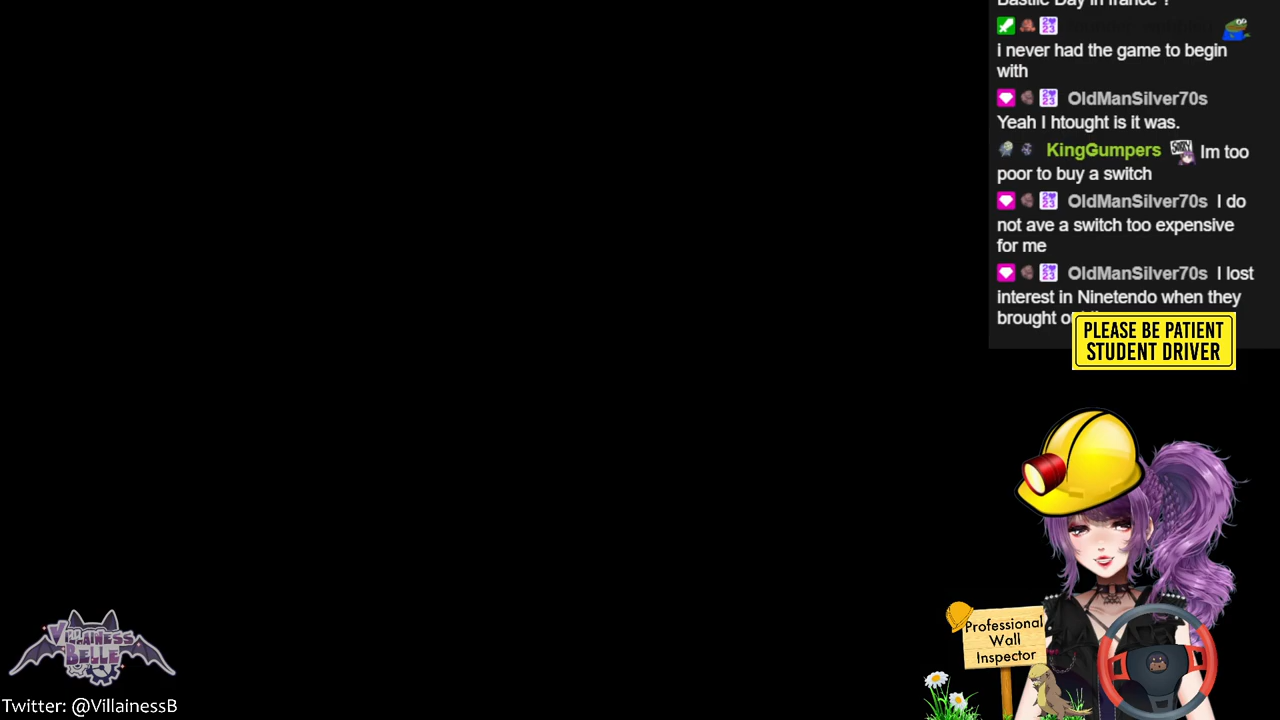 Bastile Day in france ?
i never had the game to begin
with
OldManSilver70s
Yeah I htought is it was.
KingGumpers Im too
poor to buy a switch
OldManSilver70s I do
not ave a switch too expensive
for me
OldManSilver70s I lost
interest in Ninetendo when they
brought
PLEASE BE PATIENT
STUDENT DRIVER
Professional
Wall
Inspector
VILLAINESS
BELLE
Twitter: @VillainessB